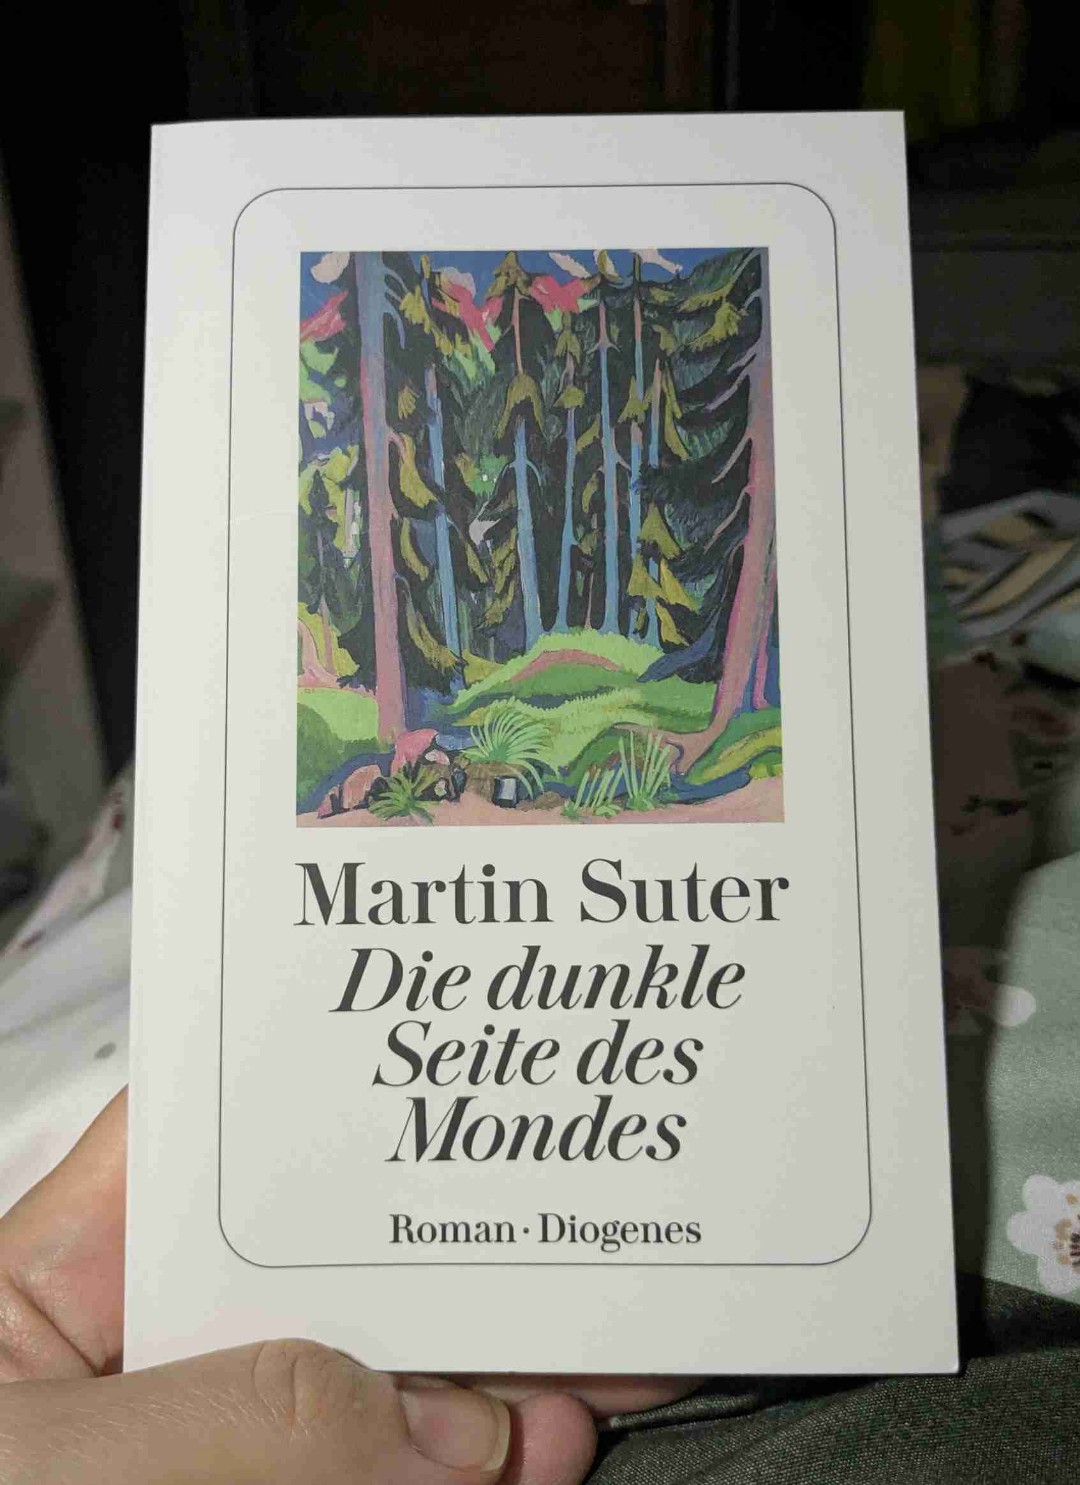 Martin Suter
Die dunkle
Seite des
Mondes
Roman · Diogenes